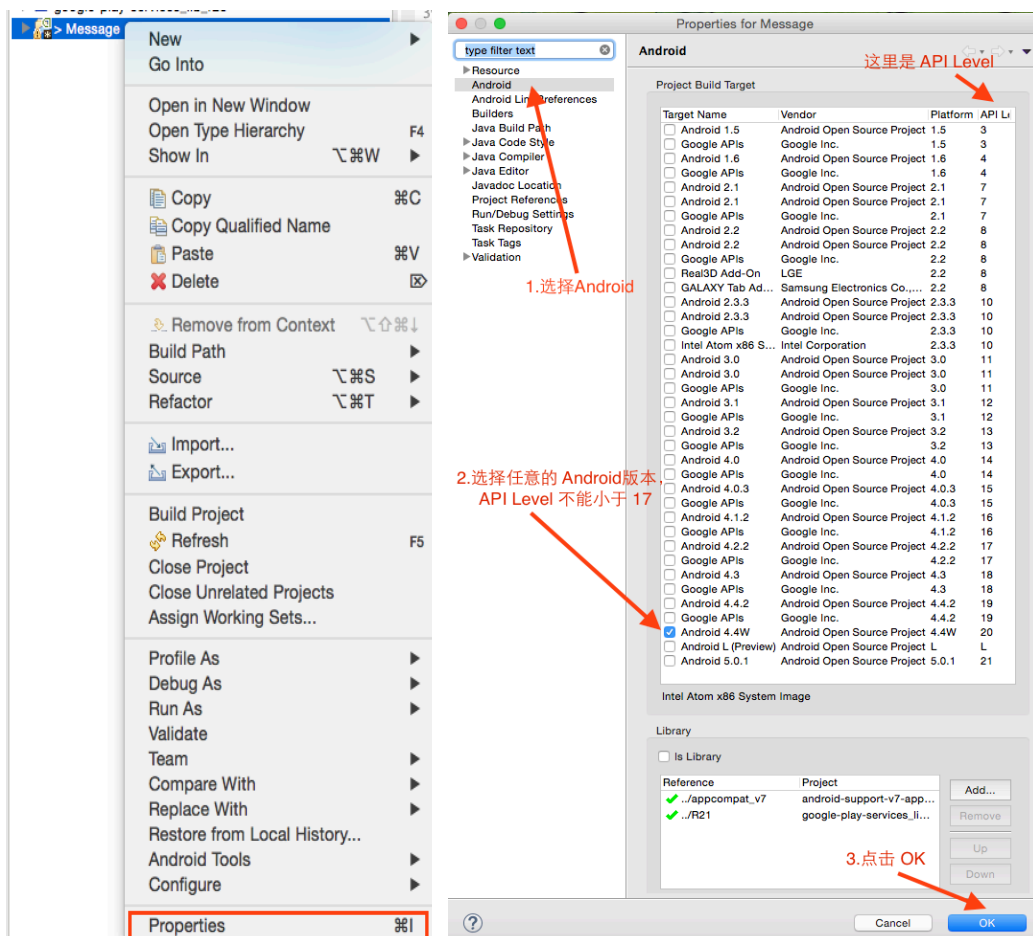 > Message
New
Go Into
Open in New Window
Open Type Hierarchy F4
Show In ⌥⌘W
Copy ⌘C
Copy Qualified Name
Paste ⌘V
Delete ⌦
Remove from Context ⌥⇧⌘↓
Build Path
Source ⌥⌘S
Refactor ⌥⌘T
Import...
Export...
Build Project
Refresh F5
Close Project
Close Unrelated Projects
Assign Working Sets...
Profile As
Debug As
Run As
Validate
Team
Compare With
Replace With
Restore from Local History...
Android Tools
Configure
Properties ⌘I
Properties for Message
type filter text
Resource
Android
Android Lint Preferences
Builders
Java Build Path
Java Code Style
Java Compiler
Java Editor
Javadoc Location
Project References
Run/Debug Settings
Task Repository
Task Tags
Validation
1.选择Android
2.选择任意的 Android版本,
API Level 不能小于 17
Android
这里是 API Level
Project Build Target
Target Name Vendor Platform API Le
Android 1.5 Android Open Source Project 1.5 3
Google APIs Google Inc. 1.5 3
Android 1.6 Android Open Source Project 1.6 4
Google APIs Google Inc. 1.6 4
Android 2.1 Android Open Source Project 2.1 7
Android 2.1 Android Open Source Project 2.1 7
Google APIs Google Inc. 2.1 7
Android 2.2 Android Open Source Project 2.2 8
Android 2.2 Android Open Source Project 2.2 8
Google APIs Google Inc. 2.2 8
Real3D Add-On LGE 2.2 8
GALAXY Tab Ad... Samsung Electronics Co.,... 2.2 8
Android 2.3.3 Android Open Source Project 2.3.3 10
Android 2.3.3 Android Open Source Project 2.3.3 10
Google APIs Google Inc. 2.3.3 10
Intel Atom x86 S... Intel Corporation 2.3.3 10
Android 3.0 Android Open Source Project 3.0 11
Android 3.0 Android Open Source Project 3.0 11
Google APIs Google Inc. 3.0 11
Android 3.1 Android Open Source Project 3.1 12
Google APIs Google Inc. 3.1 12
Android 3.2 Android Open Source Project 3.2 13
Google APIs Google Inc. 3.2 13
Android 4.0 Android Open Source Project 4.0 14
Google APIs Google Inc. 4.0 14
Android 4.0.3 Android Open Source Project 4.0.3 15
Google APIs Google Inc. 4.0.3 15
Android 4.1.2 Android Open Source Project 4.1.2 16
Google APIs Google Inc. 4.1.2 16
Android 4.2.2 Android Open Source Project 4.2.2 17
Google APIs Google Inc. 4.2.2 17
Android 4.3 Android Open Source Project 4.3 18
Google APIs Google Inc. 4.3 18
Android 4.4.2 Android Open Source Project 4.4.2 19
Google APIs Google Inc. 4.4.2 19
Android 4.4W Android Open Source Project 4.4W 20
Android L (Preview) Android Open Source Project L L
Android 5.0.1 Android Open Source Project 5.0.1 21
Intel Atom x86 System Image
Library
Is Library
Reference Project
../appcompat_v7 android-support-v7-app...
../R21 google-play-services_li...
Add...
Remove
Up
Down
3.点击 OK
Cancel
OK